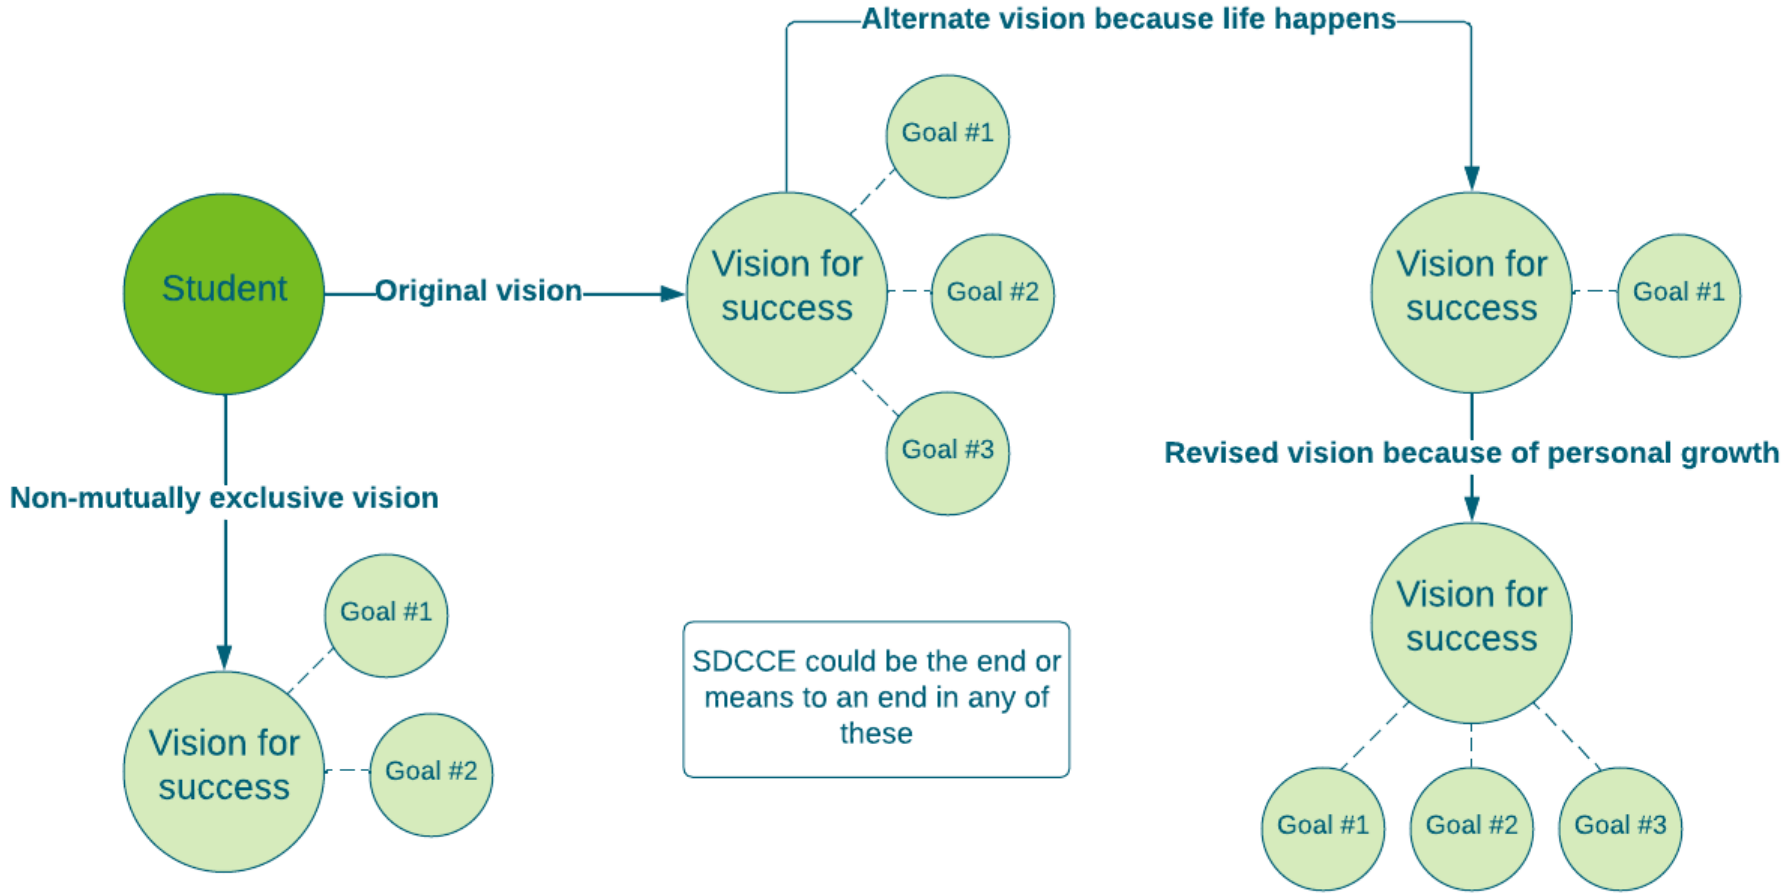 Alternate vision because life happens
Goal #1
Student
Original vision
Vision for
success
Goal #2
Goal #3
Vision for
success
Goal #1
Revised vision because of personal growth
Non-mutually exclusive vision
Vision for
success
Goal #1
Goal #2
SDCCE could be the end or
means to an end in any of
these
Vision for
success
Goal #1
Goal #2
Goal #3